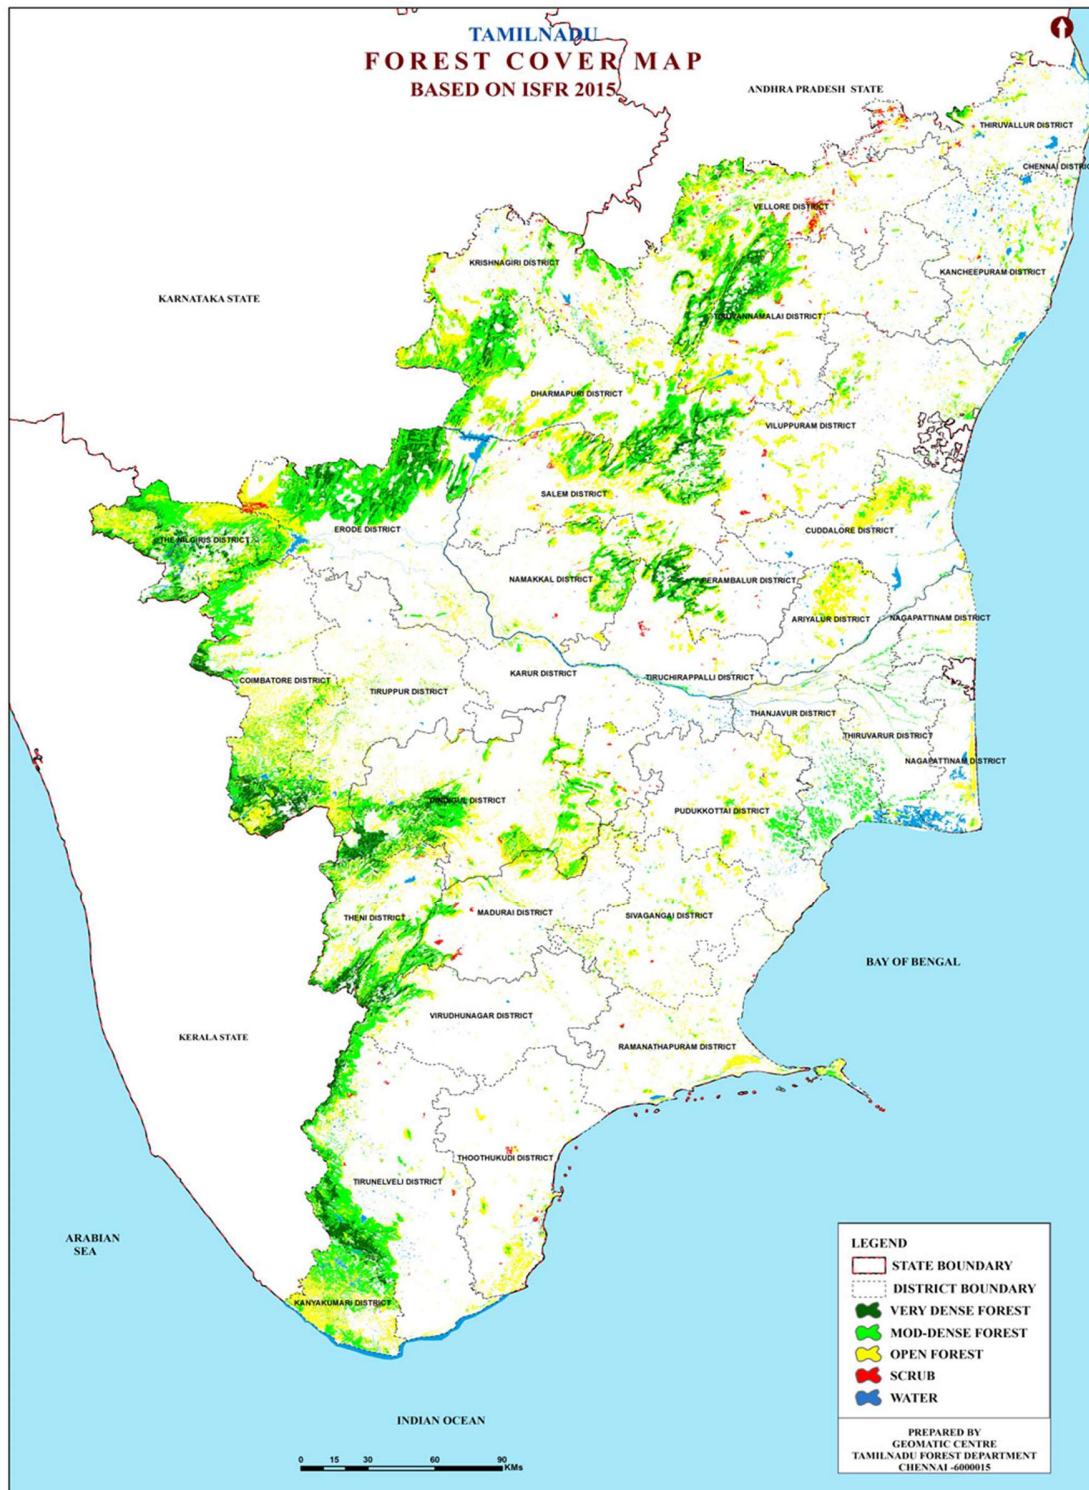 TAMILNADU
FOREST COVER MAP
BASED ON ISFR 2015
ANDHRA PRADESH STATE
THIRUVALLUR DISTRICT
CHENNAI DISTRIC
VELLORE DISTRICT
KRISHNAGIRI DISTRICT
KANCHEEPURAM DISTRICT
KARNATAKA STATE
TIRUVANNAMALAI DISTRICT
DHARMAPURI DISTRICT
VILUPPURAM DISTRICT
SALEM DISTRICT
ERODE DISTRICT
CUDDALORE DISTRICT
THE NILGIRIS DISTRICT
NAMAKKAL DISTRICT
PERAMBALUR DISTRICT
ARIYALUR DISTRICT
NAGAPATTINAM DISTRICT
KARUR DISTRICT
TIRUCHIRAPPALLI DISTRICT
COIMBATORE DISTRICT
TIRUPPUR DISTRICT
THANJAVUR DISTRICT
THIRUVARUR DISTRICT
NAGAPATTINAM DISTRICT
DINDIGUL DISTRICT
PUDUKKOTTAI DISTRICT
THENI DISTRICT
MADURAI DISTRICT
SIVAGANGAI DISTRICT
BAY OF BENGAL
VIRUDHUNAGAR DISTRICT
KERALA STATE
RAMANATHAPURAM DISTRICT
THOOTHUKUDI DISTRICT
TIRUNELVELI DISTRICT
ARABIAN
SEA
KANYAKUMARI DISTRICT
INDIAN OCEAN
0 15 30 60 90
KMs
LEGEND
STATE BOUNDARY
DISTRICT BOUNDARY
VERY DENSE FOREST
MOD-DENSE FOREST
OPEN FOREST
SCRUB
WATER
PREPARED BY
GEOMATIC CENTRE
TAMILNADU FOREST DEPARTMENT
CHENNAI -6000015